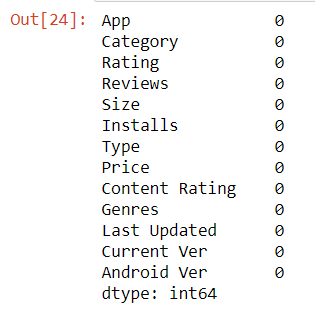 Out[24]: App 0
Category 0
Rating 0
Reviews 0
Size 0
Installs 0
Type 0
Price 0
Content Rating 0
Genres 0
Last Updated 0
Current Ver 0
Android Ver 0
dtype: int64